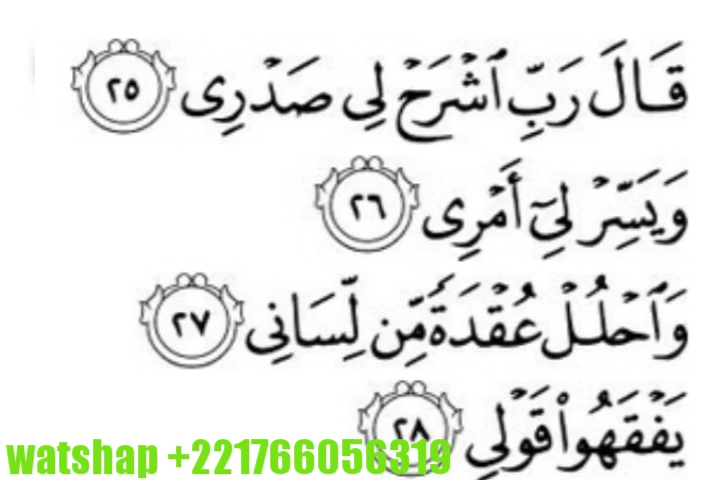 قَالَ رَبِّ ٱشْرَحْ لِى صَدْرِى ٢٥
وَيَسِّرْ لِىٓ أَمْرِى ٢٦
وَٱحْلُلْ عُقْدَةً مِّن لِّسَانِى ٢٧
يَفْقَهُوا۟ قَوْلِى ٢٨
watshap +221766056319